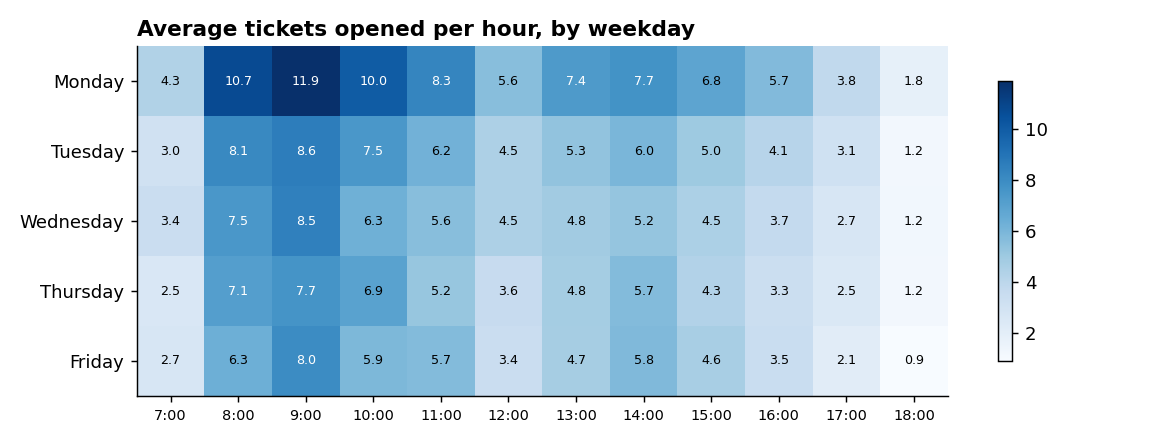 Average tickets opened per hour, by weekday
Monday 4.3 10.7 11.9 10.0 8.3 5.6 7.4 7.7 6.8 5.7 3.8 1.8
Tuesday 3.0 8.1 8.6 7.5 6.2 4.5 5.3 6.0 5.0 4.1 3.1 1.2
Wednesday 3.4 7.5 8.5 6.3 5.6 4.5 4.8 5.2 4.5 3.7 2.7 1.2
Thursday 2.5 7.1 7.7 6.9 5.2 3.6 4.8 5.7 4.3 3.3 2.5 1.2
Friday 2.7 6.3 8.0 5.9 5.7 3.4 4.7 5.8 4.6 3.5 2.1 0.9
7:00 8:00 9:00 10:00 11:00 12:00 13:00 14:00 15:00 16:00 17:00 18:00
10
8
6
4
2